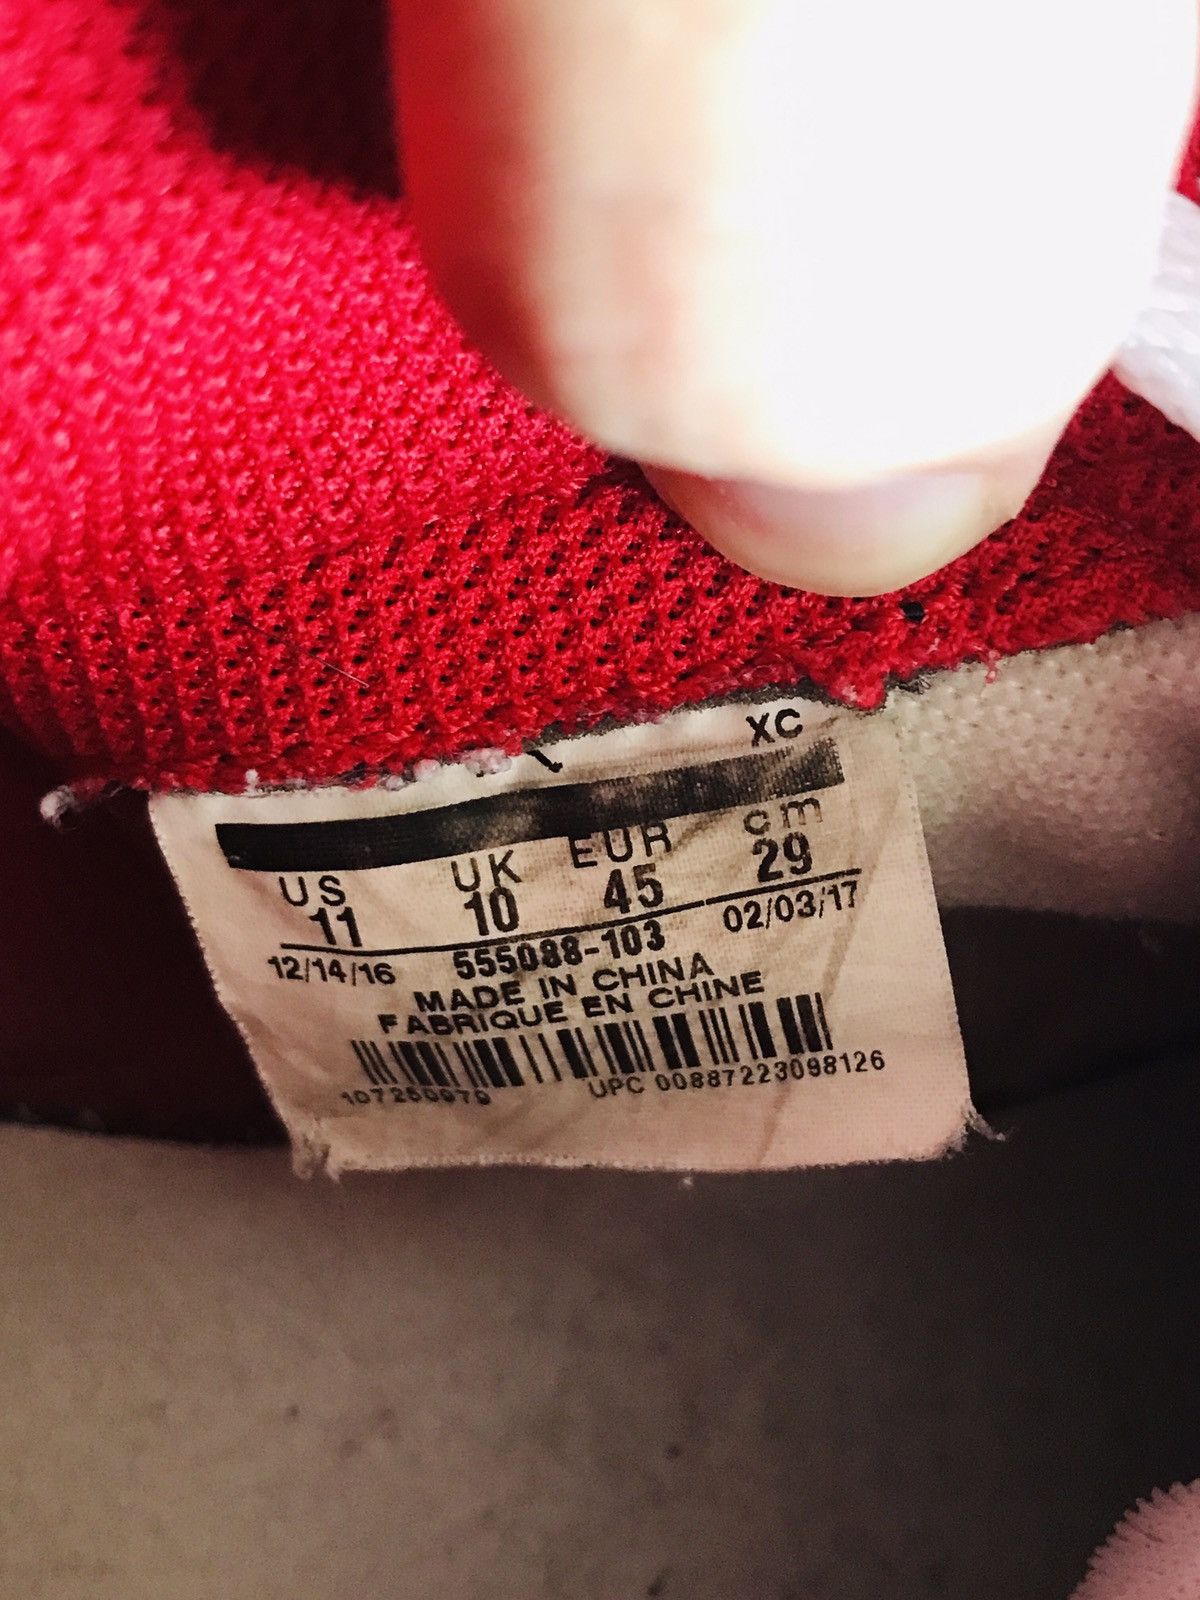 XC
US UK EUR cm
11 10 45 29
12/14/16 555088-103 02/03/17
MADE IN CHINA
FABRIQUE EN CHINE
UPC 00887223098126